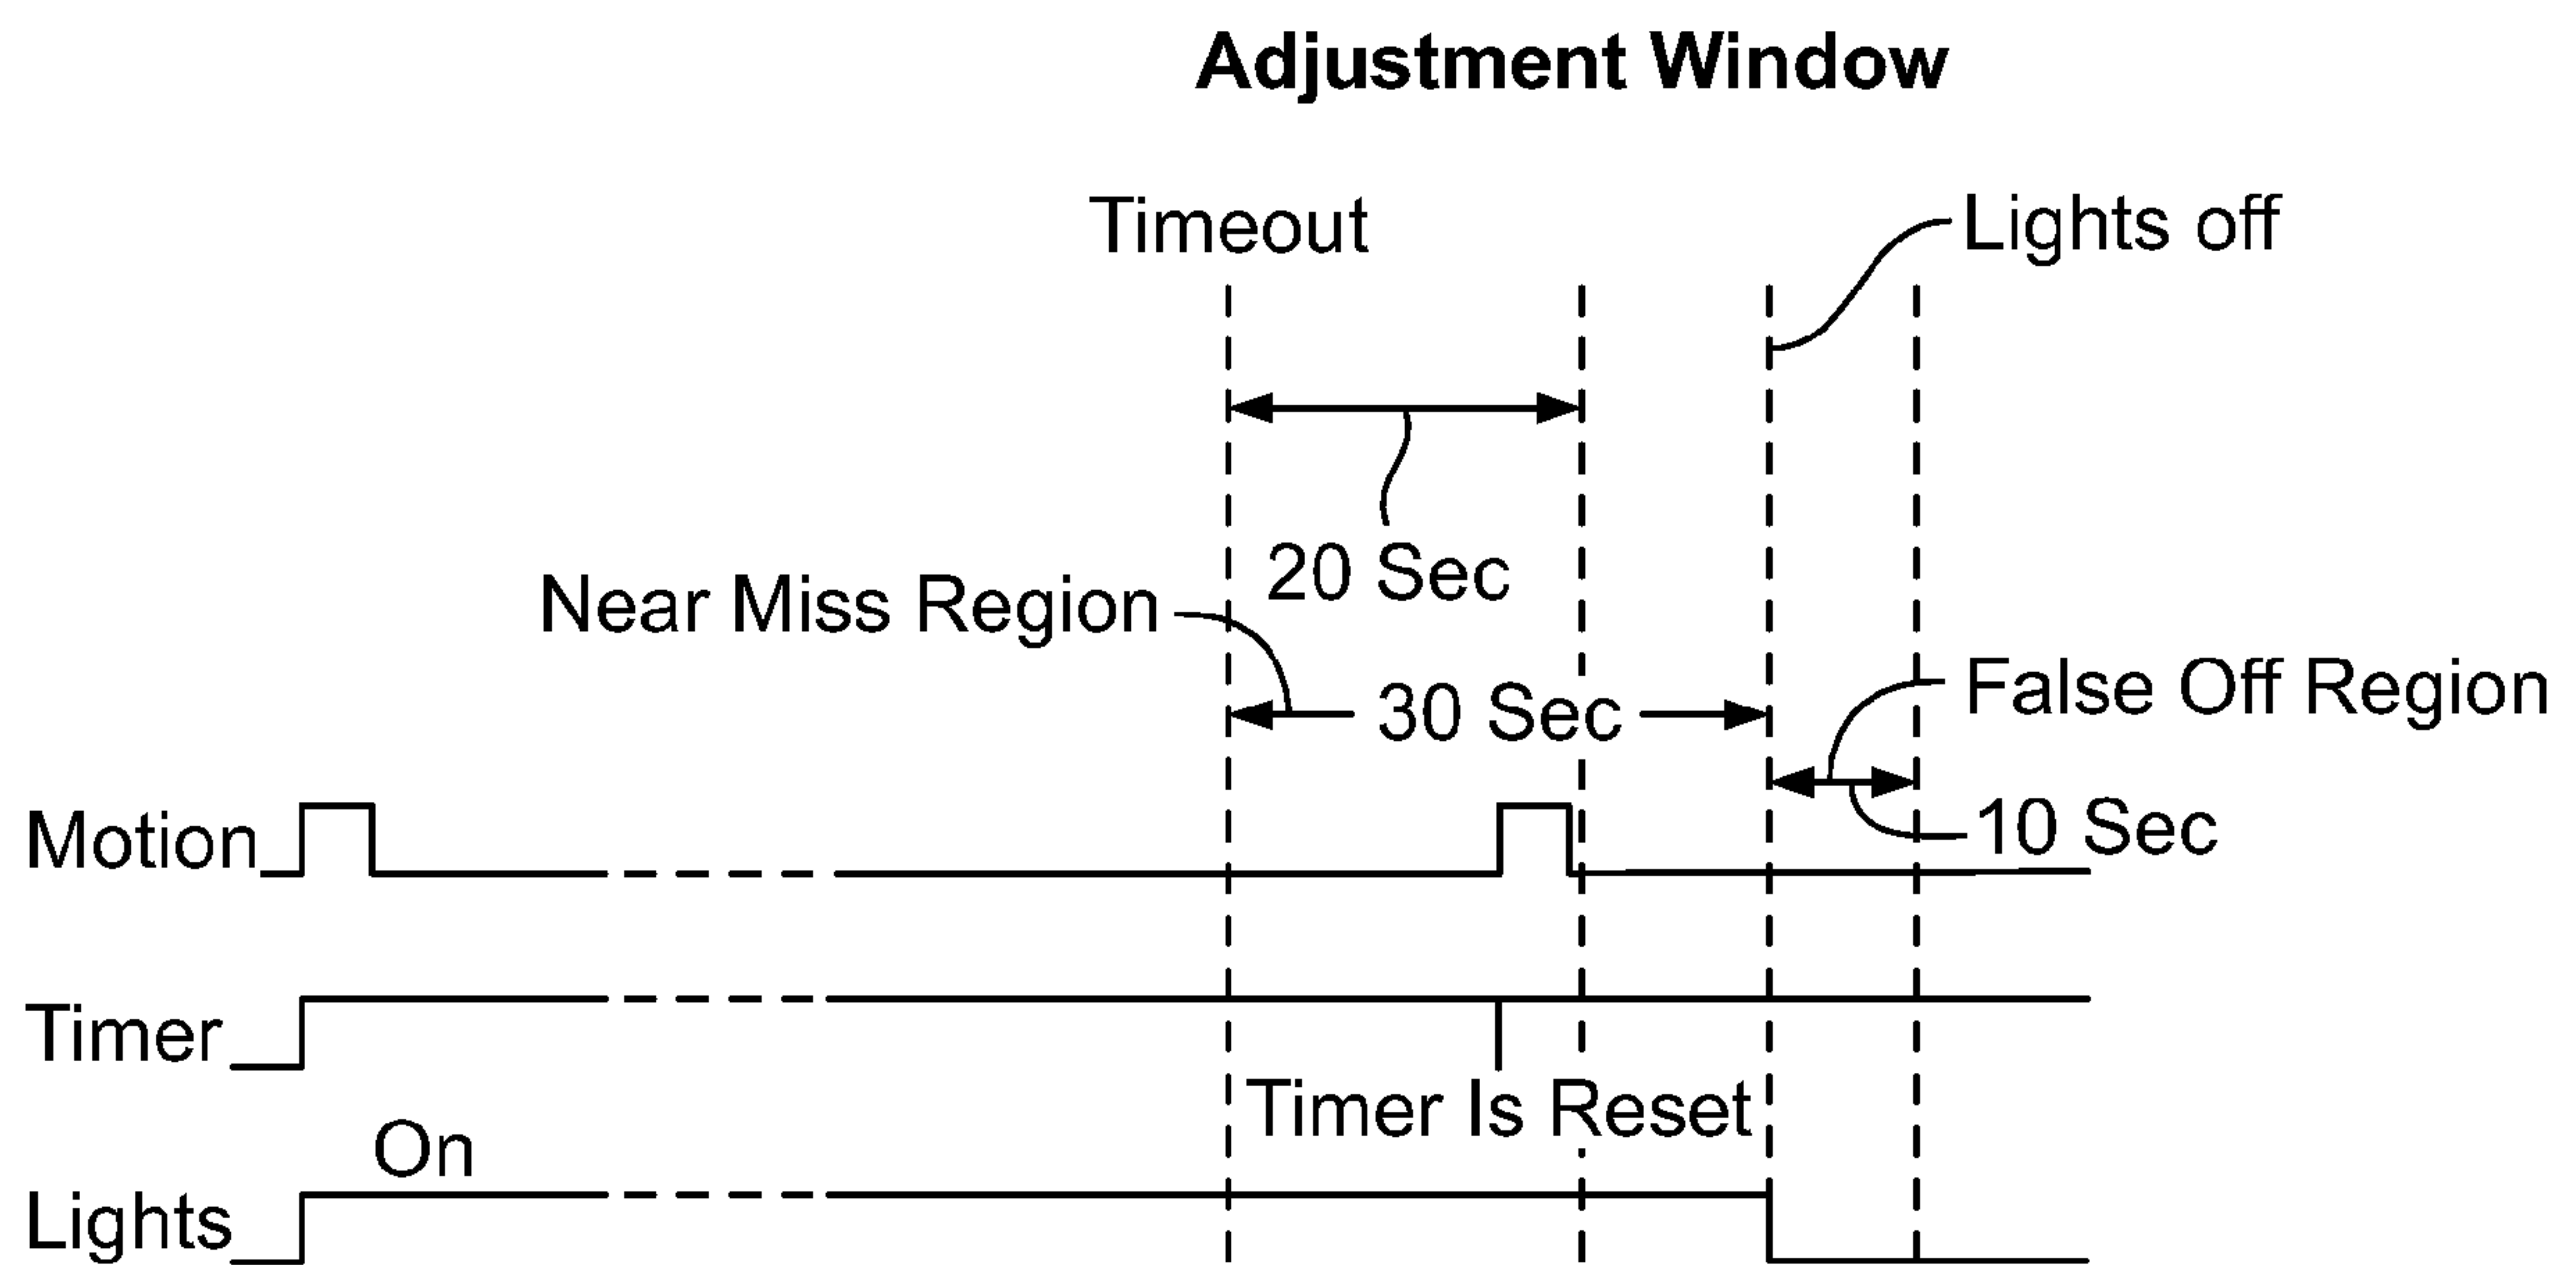 Adjustment Window
Timeout
Lights off
20 Sec
Near Miss Region
30 Sec
False Off Region
10 Sec
Motion
Timer
Timer Is Reset
On
Lights